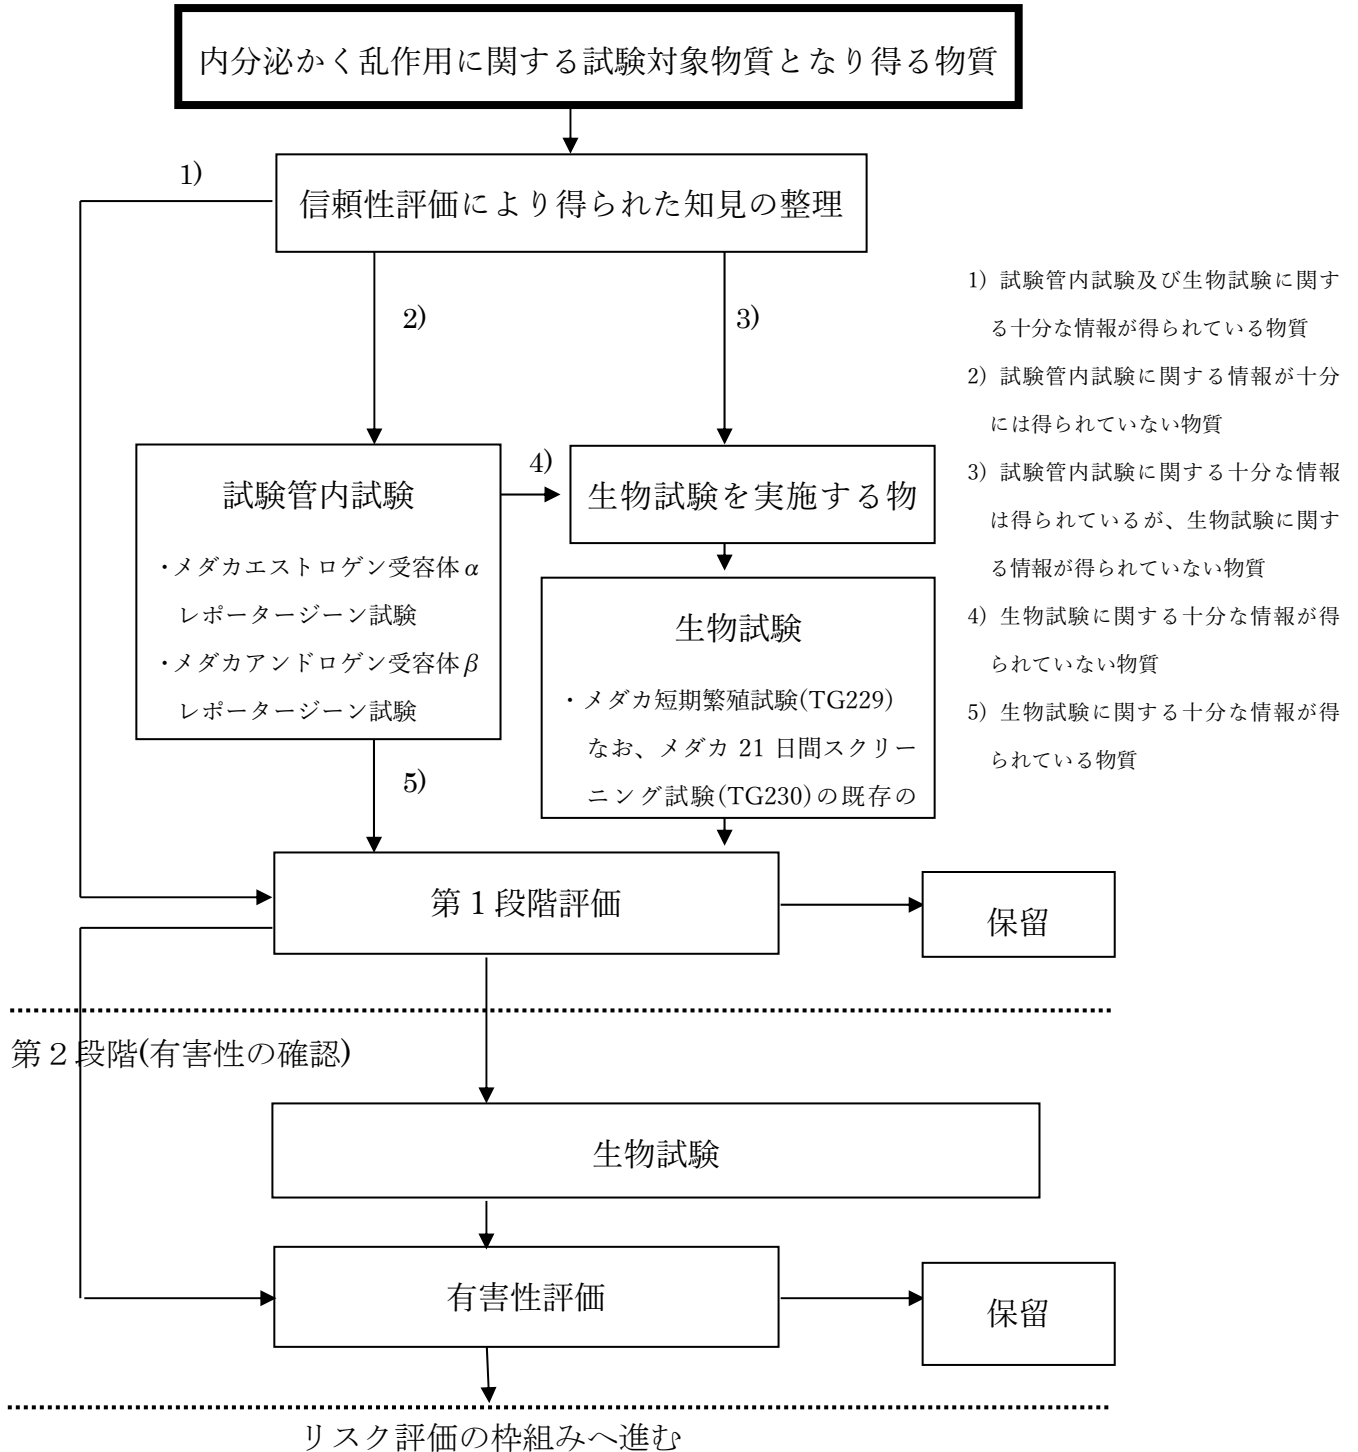 内分泌かく乱作用に関する試験対象物質となり得る物質
1)
信頼性評価により得られた知見の整理
2)
3)
1) 試験管内試験及び生物試験に関す
る十分な情報が得られている物質
2) 試験管内試験に関する情報が十分
には得られていない物質
3) 試験管内試験に関する十分な情報
は得られているが、生物試験に関す
る情報が得られていない物質
4) 生物試験に関する十分な情報が得
られていない物質
5) 生物試験に関する十分な情報が得
られている物質
試験管内試験
・メダカエストロゲン受容体α
レポータージーン試験
・メダカアンドロゲン受容体β
レポータージーン試験
4)
生物試験を実施する物
生物試験
・メダカ短期繁殖試験(TG229)
なお、メダカ 21 日間スクリー
ニング試験(TG230)の既存の
5)
第1段階評価
保留
第2段階(有害性の確認)
生物試験
有害性評価
保留
リスク評価の枠組みへ進む